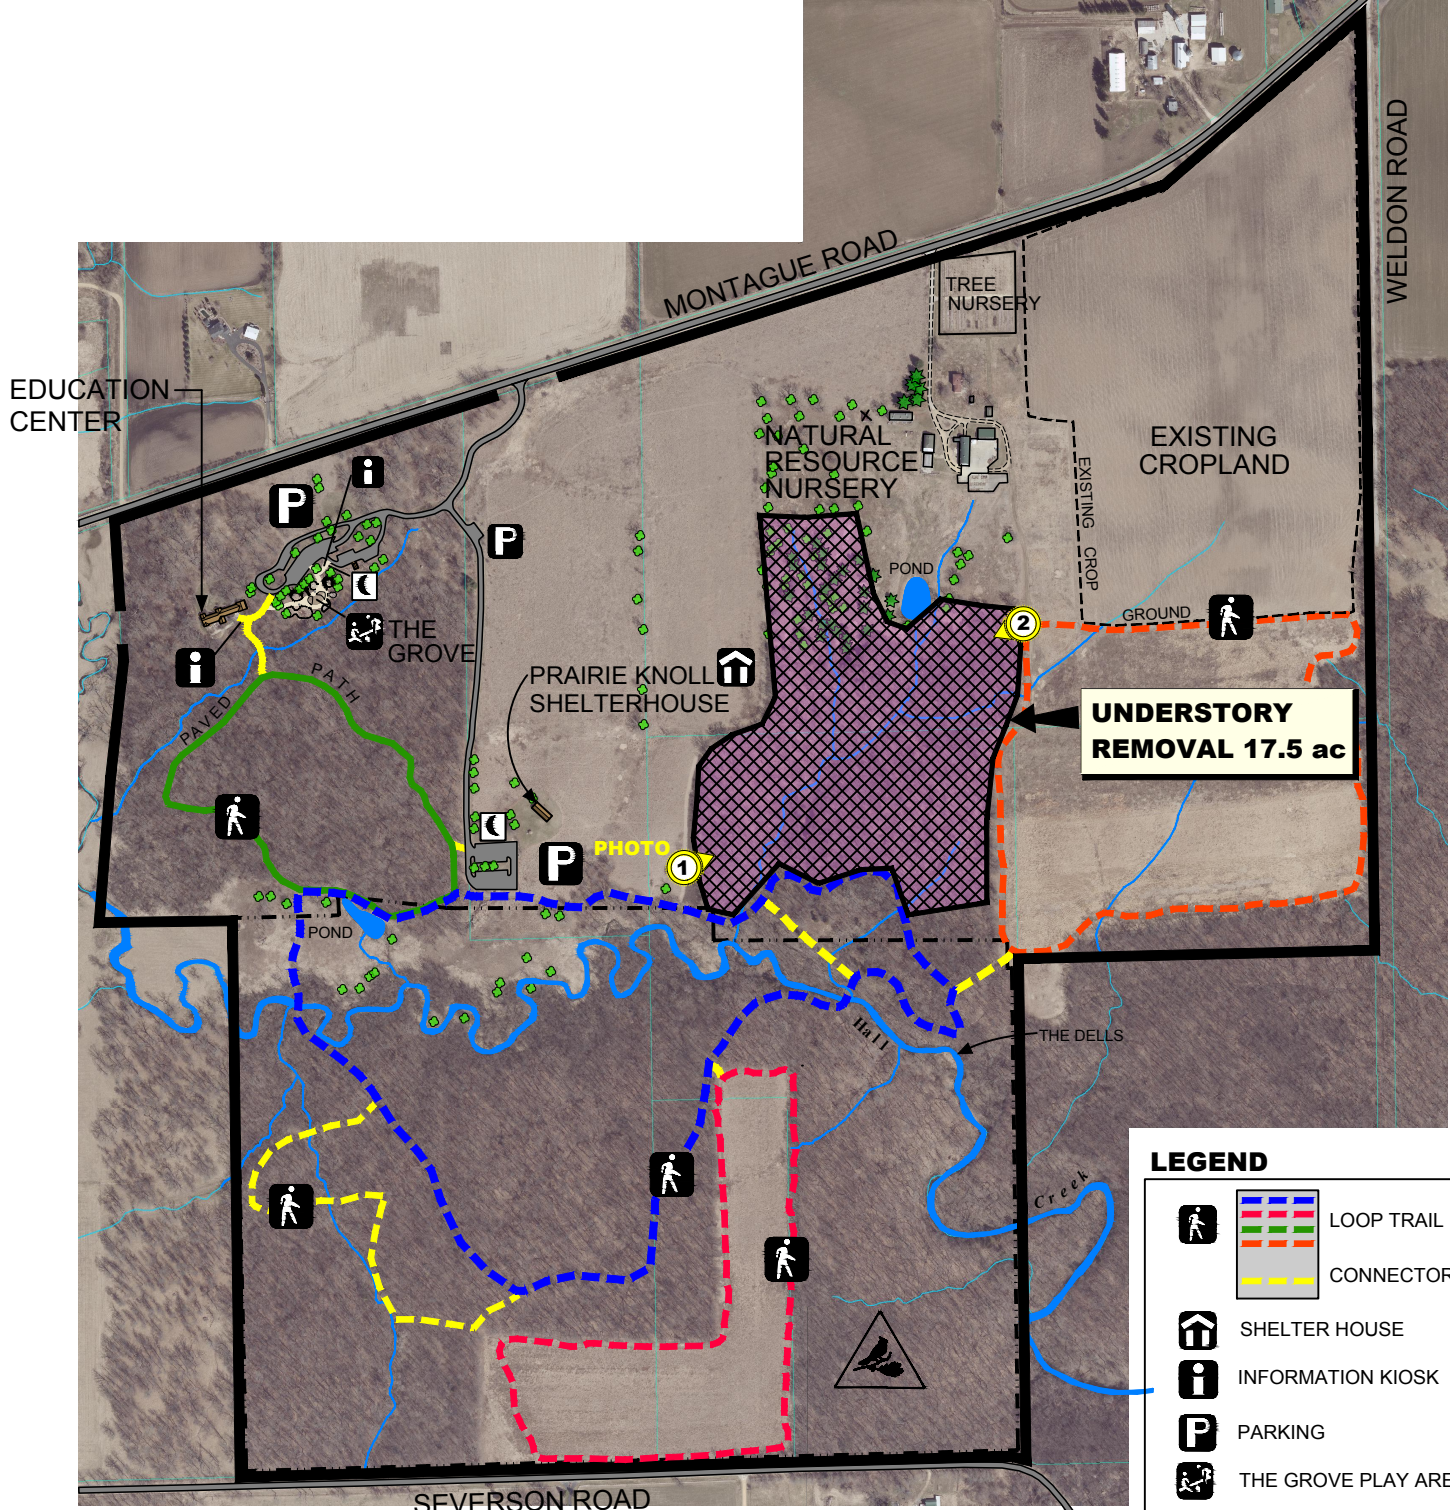 MONTAGUE ROAD
WELDON ROAD
TREE
NURSERY
EDUCATION
CENTER
NATURAL
RESOURCE
NURSERY
EXISTING
CROPLAND
EXISTING CROP
GROUND
P
i
P
POND
2
THE
GROVE
i
PAVED PATH
PRAIRIE KNOLL
SHELTERHOUSE
UNDERSTORY
REMOVAL 17.5 ac
PHOTO
1
P
POND
Hall
Creek
THE DELLS
LEGEND
LOOP TRAIL
CONNECTOR
SHELTER HOUSE
i INFORMATION KIOSK
P PARKING
THE GROVE PLAY ARE
SEVERSON ROAD